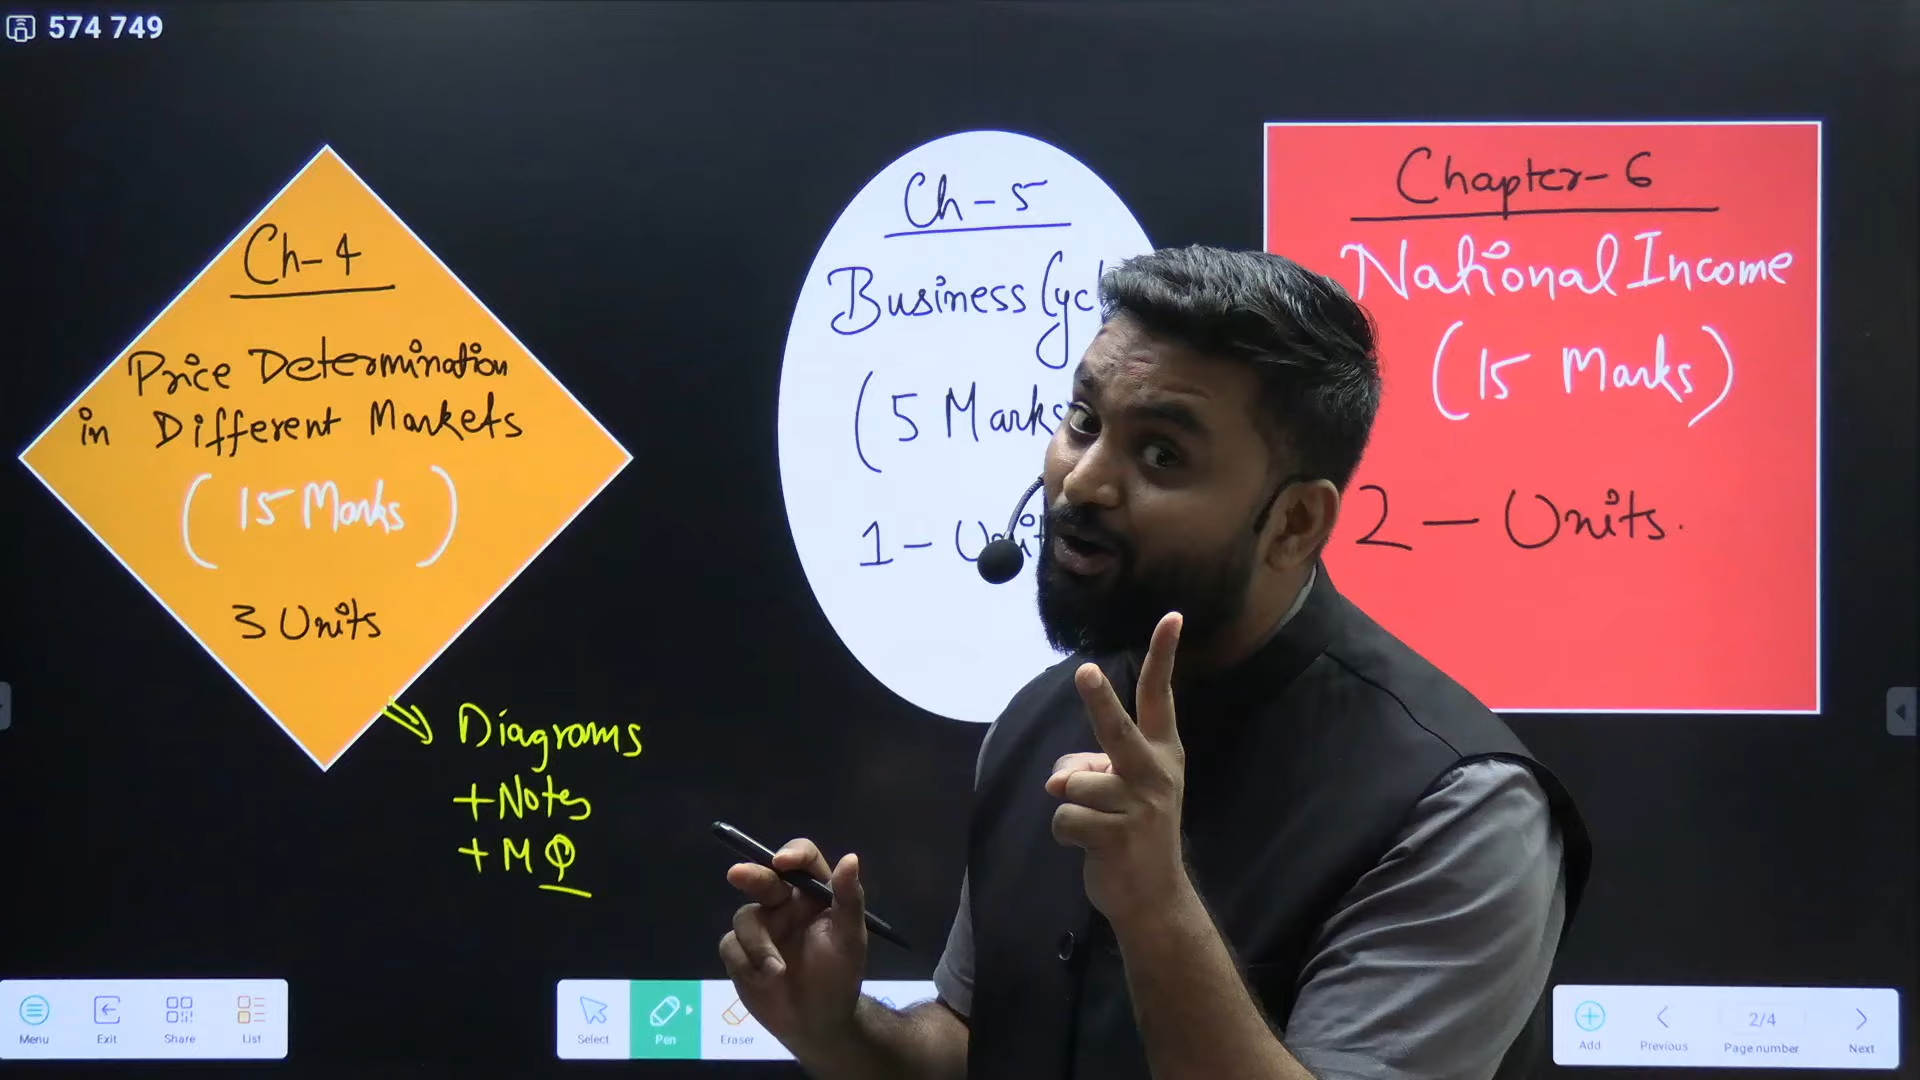 574 749
Ch-4
Price Determination
in Different Markets
(15 Marks)
3 Units
Diagrams
+Notes
+MQ
Ch-5
Business
(5 Marks
1-
Chapter-6
National Income
(15 Marks)
2-Units.
Menu
Exit
Share
List
Select
Pen
Eraser
Add
Previous
2/4
Page number
Next